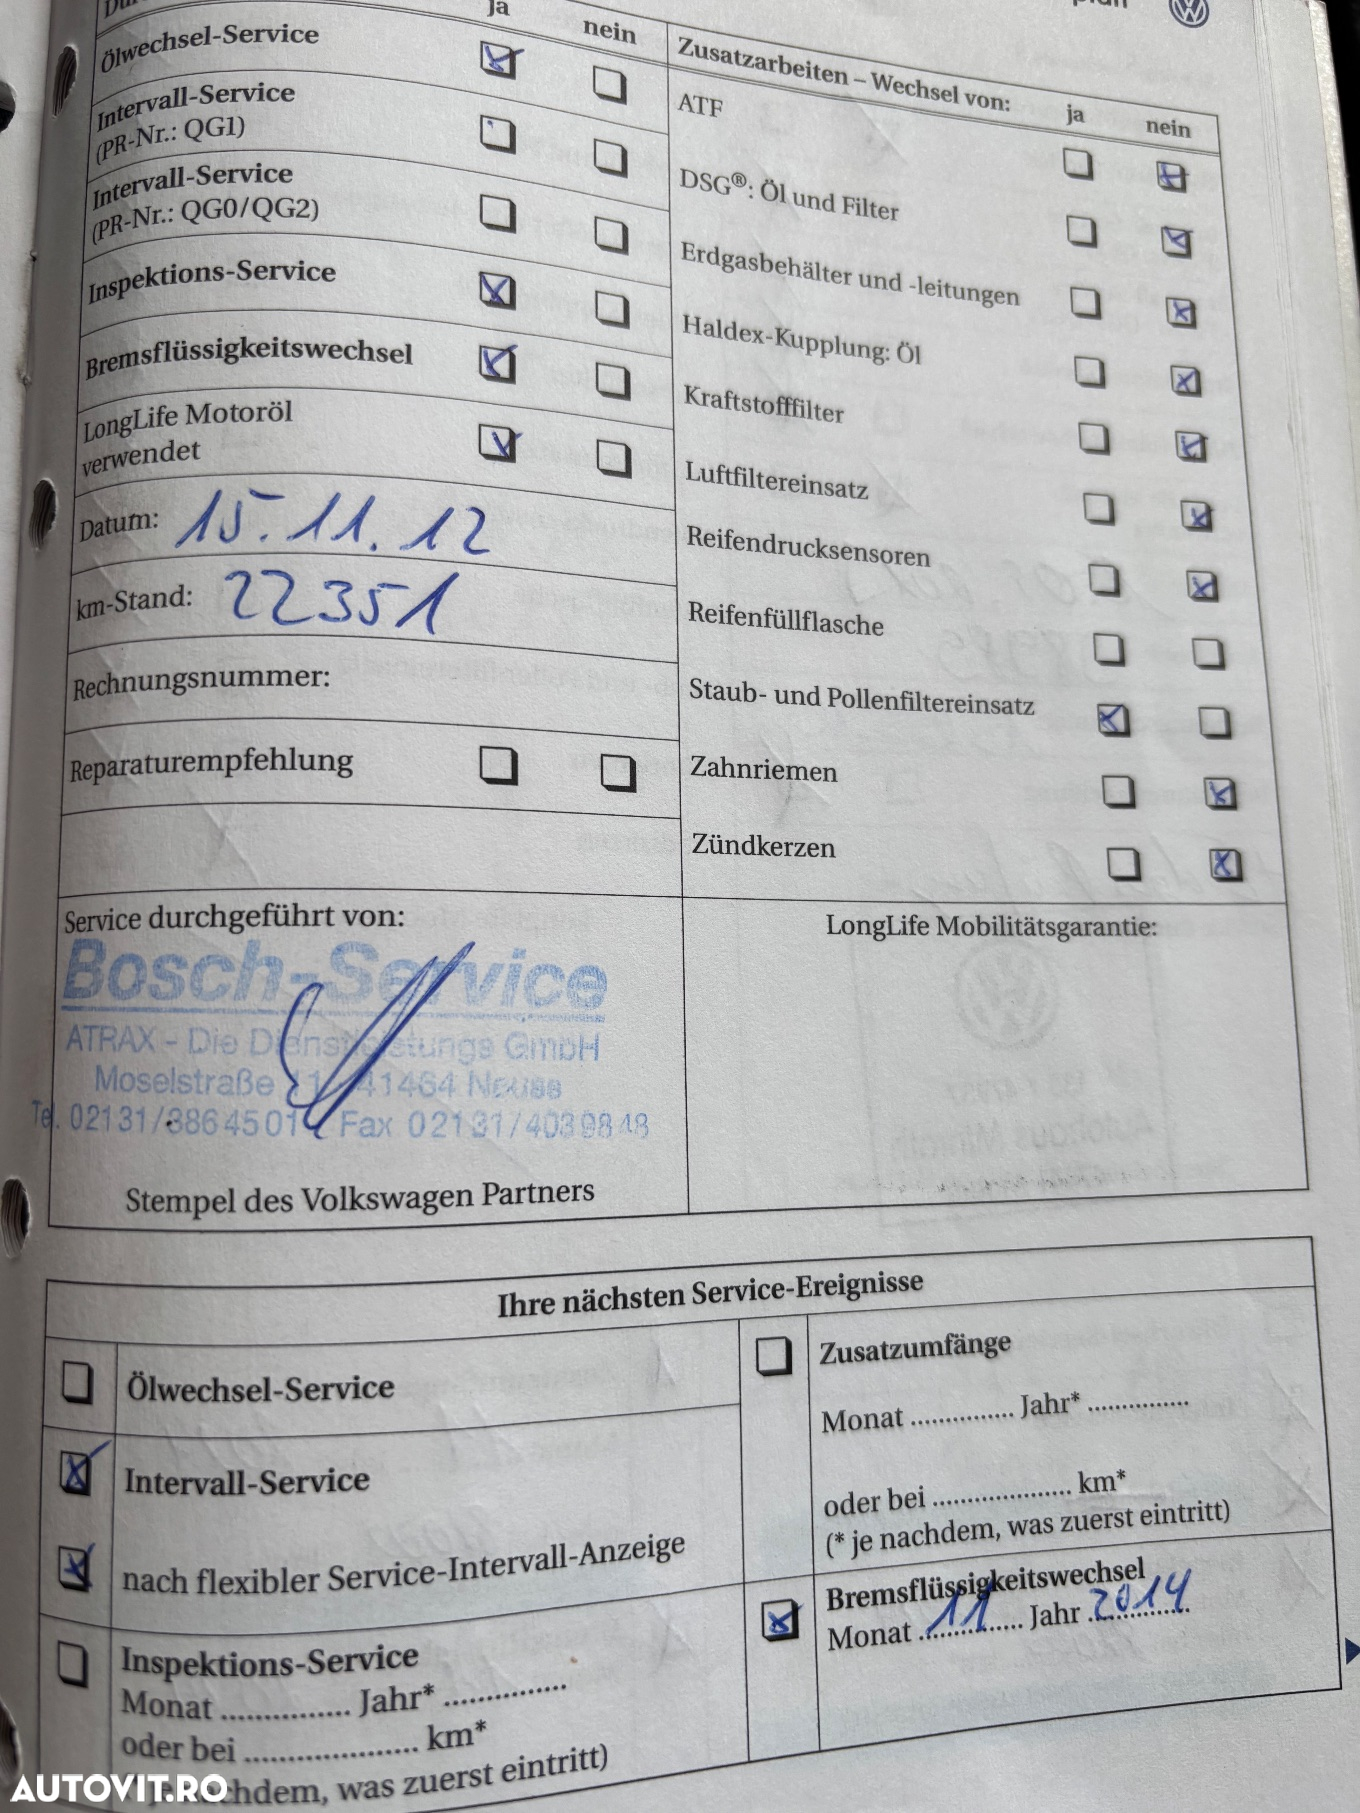 ja nein
Ölwechsel-Service
Intervall-Service
(PR-Nr.: QG1)
Intervall-Service
(PR-Nr.: QG0/QG2)
Inspektions-Service
Bremsflüssigkeitswechsel
LongLife Motoröl
verwendet
Datum: 15.11.12
km-Stand: 22351
Rechnungsnummer:
Reparaturempfehlung
Zusatzarbeiten – Wechsel von: ja nein
ATF
DSG®: Öl und Filter
Erdgasbehälter und -leitungen
Haldex-Kupplung: Öl
Kraftstofffilter
Luftfiltereinsatz
Reifendrucksensoren
Reifenfüllflasche
Staub- und Pollenfiltereinsatz
Zahnriemen
Zündkerzen
Service durchgeführt von:
Bosch-Service
ATRAX - Die Dienstleistungs GmbH
Moselstraße 11 41464 Neuss
Tel. 02131/3864501 Fax 02131/4039848
Stempel des Volkswagen Partners
LongLife Mobilitätsgarantie:
Ihre nächsten Service-Ereignisse
Ölwechsel-Service
Intervall-Service
nach flexibler Service-Intervall-Anzeige
Inspektions-Service
Monat ............... Jahr* ...............
oder bei .................... km*
nachdem, was zuerst eintritt)
Zusatzumfänge
Monat ............... Jahr* ...............
oder bei .................... km*
(* je nachdem, was zuerst eintritt)
Bremsflüssigkeitswechsel
Monat 11 Jahr 2014
AUTOVIT.RO